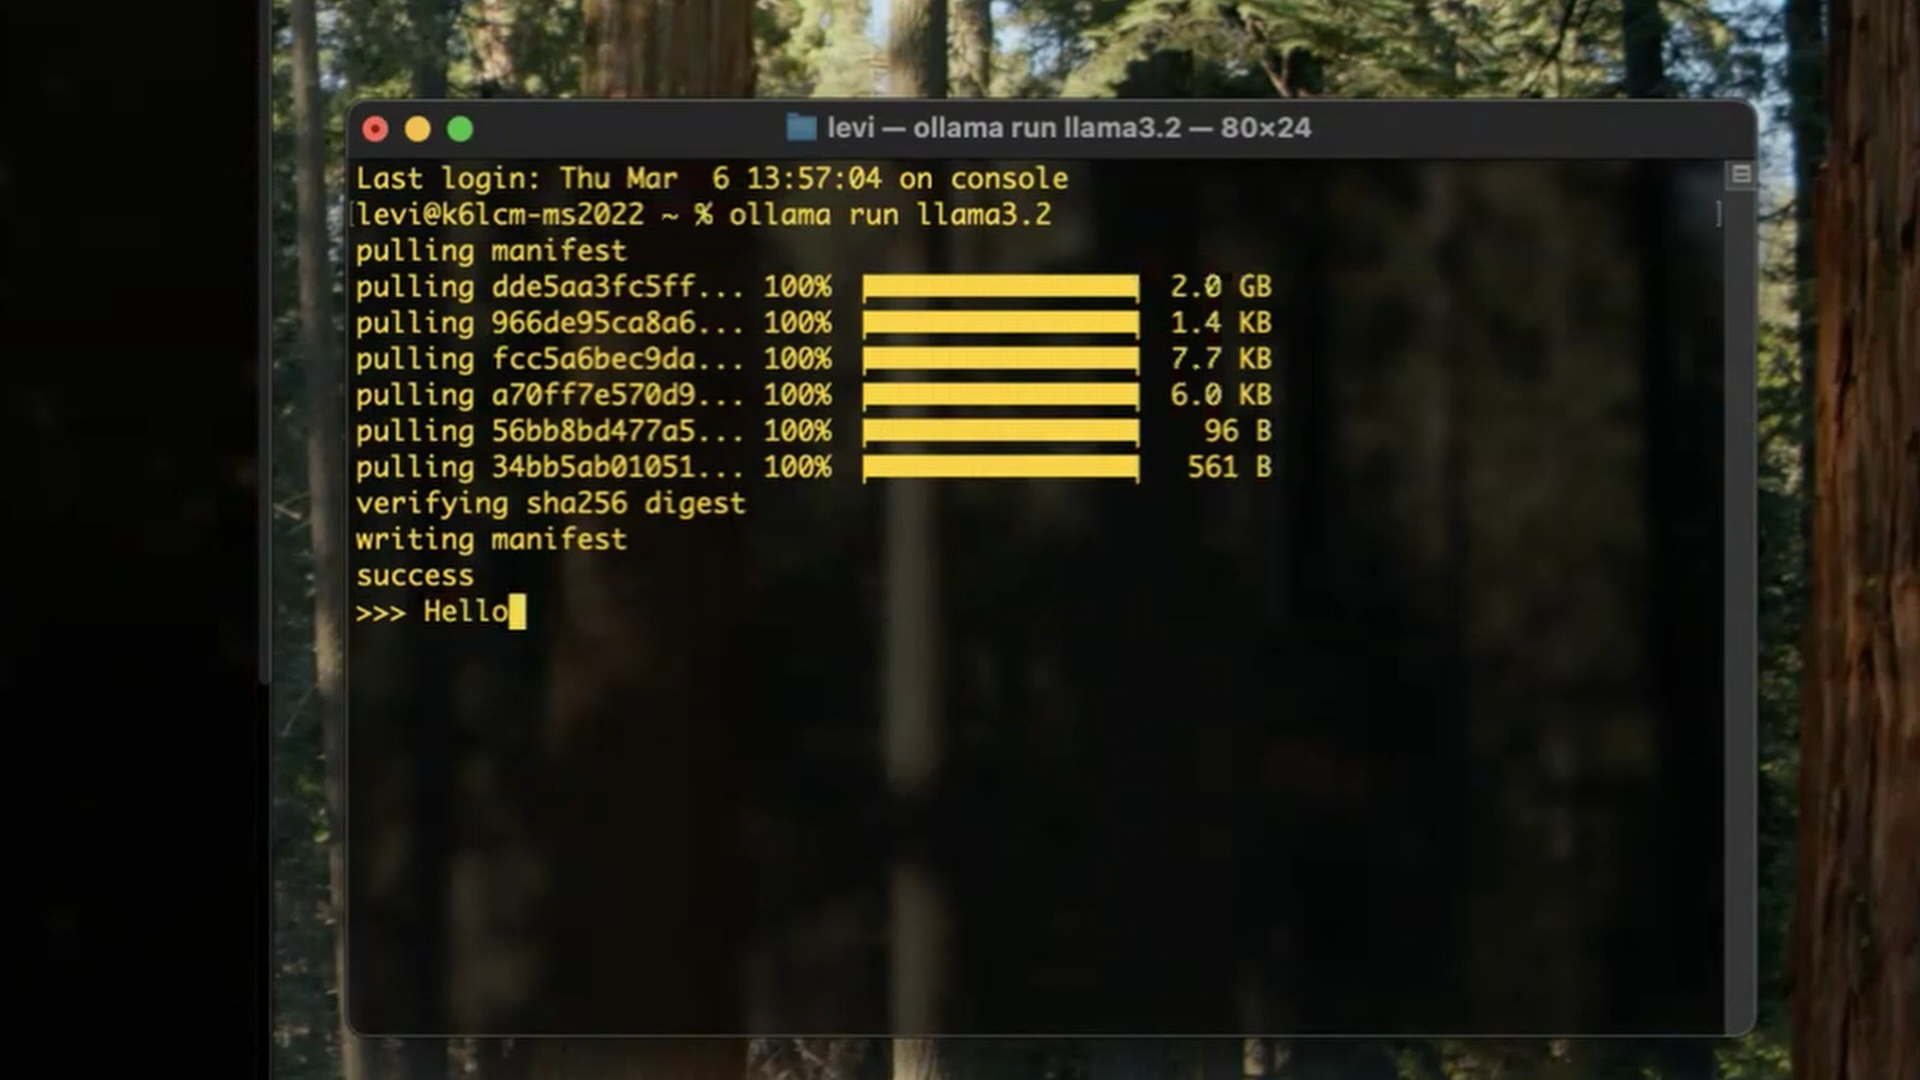 levi — ollama run llama3.2 — 80×24
Last login: Thu Mar  6 13:57:04 on console
[levi@k6lcm-ms2022 ~ % ollama run llama3.2 ]
pulling manifest
pulling dde5aa3fc5ff... 100% 2.0 GB
pulling 966de95ca8a6... 100% 1.4 KB
pulling fcc5a6bec9da... 100% 7.7 KB
pulling a70ff7e570d9... 100% 6.0 KB
pulling 56bb8bd477a5... 100% 96 B
pulling 34bb5ab01051... 100% 561 B
verifying sha256 digest
writing manifest
success
>>> Hello